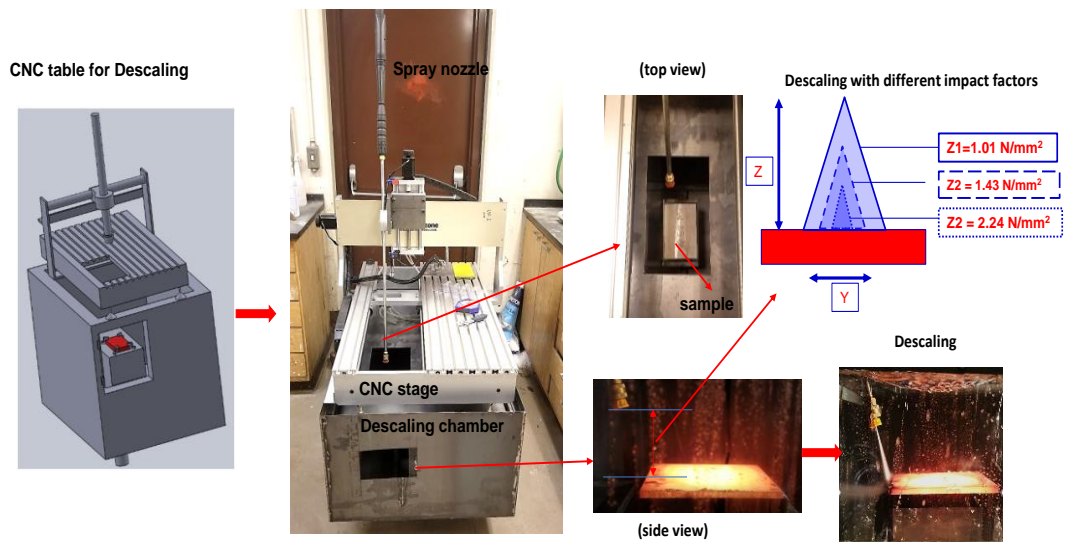 CNC table for Descaling
Spray nozzle
CNC stage
Descaling chamber
(top view)
sample
Descaling with different impact factors
Z
Z1=1.01 N/mm²
Z2 = 1.43 N/mm²
Z2 = 2.24 N/mm²
Y
(side view)
Descaling